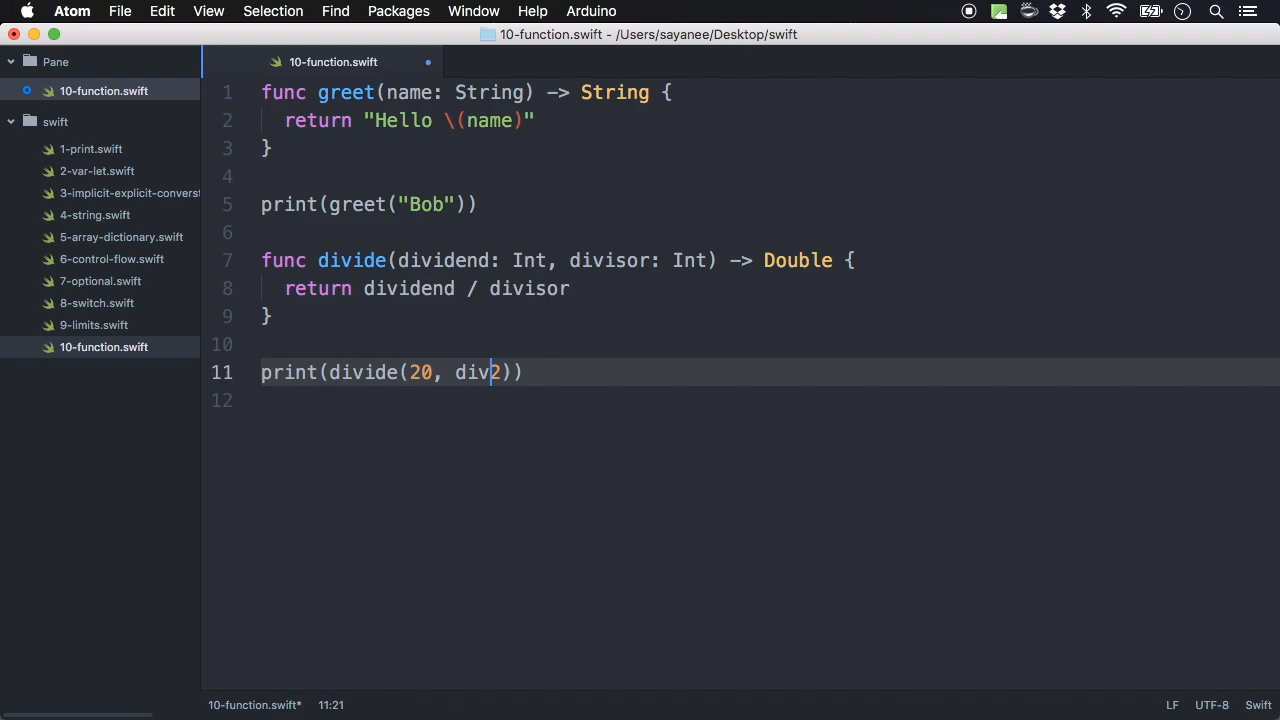 Atom File Edit View Selection Find Packages Window Help Arduino
10-function.swift - /Users/sayanee/Desktop/swift
Pane
10-function.swift
swift
1-print.swift
2-var-let.swift
3-implicit-explicit-converst
4-string.swift
5-array-dictionary.swift
6-control-flow.swift
7-optional.swift
8-switch.swift
9-limits.swift
10-function.swift
10-function.swift
1 func greet(name: String) -> String {
2 return "Hello \(name)"
3 }
4
5 print(greet("Bob"))
6
7 func divide(dividend: Int, divisor: Int) -> Double {
8 return dividend / divisor
9 }
10
11 print(divide(20, div2))
12
10-function.swift* 11:21 LF UTF-8 Swift